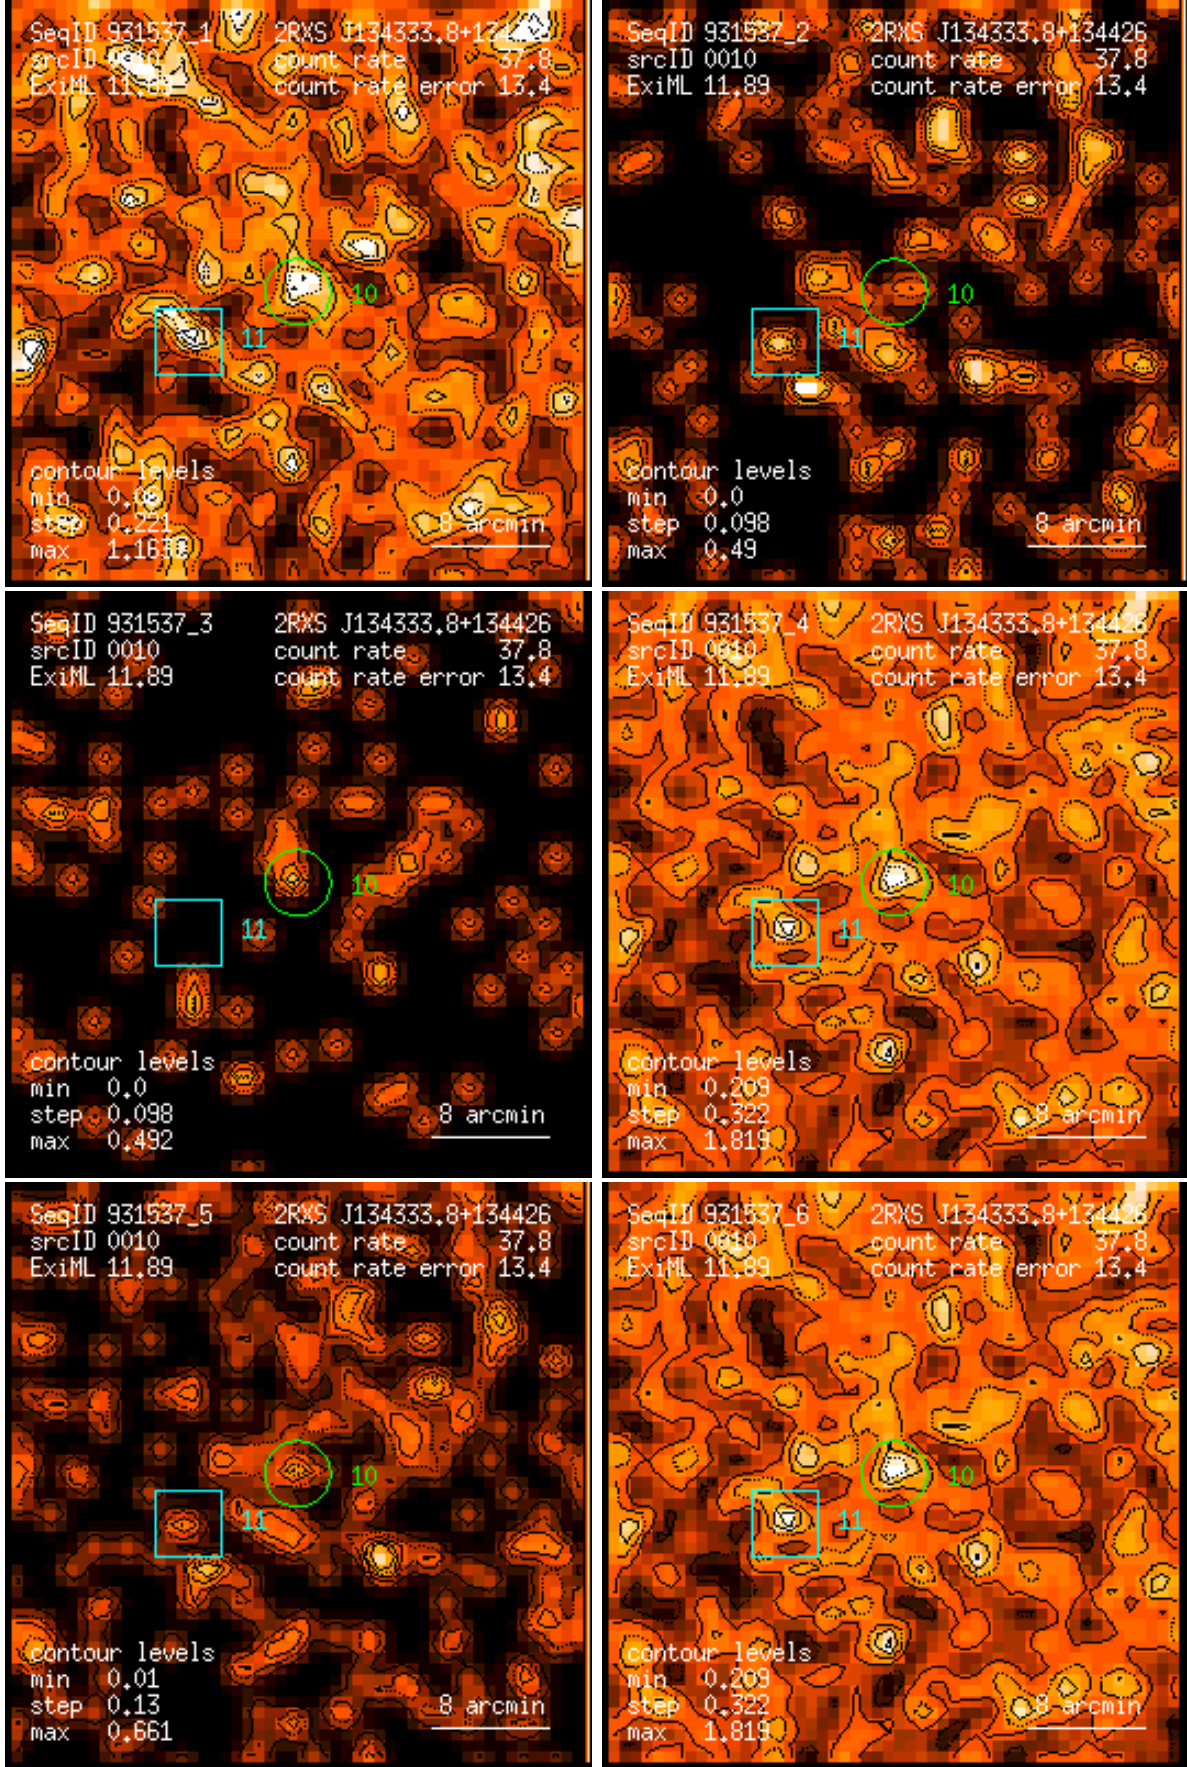 SeqID 931537_1 2RXS J134333.8+134426
srcID 0010 count rate 37.8
ExiML 11.89 count rate error 13.4
10
11
contour levels
min 0.06
step 0.221
max 1.163
8 arcmin
SeqID 931537_2 2RXS J134333.8+134426
srcID 0010 count rate 37.8
ExiML 11.89 count rate error 13.4
10
11
contour levels
min 0.0
step 0.098
max 0.49
8 arcmin
SeqID 931537_3 2RXS J134333.8+134426
srcID 0010 count rate 37.8
ExiML 11.89 count rate error 13.4
10
11
contour levels
min 0.0
step 0.098
max 0.492
8 arcmin
SeqID 931537_4 2RXS J134333.8+134426
srcID 0010 count rate 37.8
ExiML 11.89 count rate error 13.4
10
11
contour levels
min 0.209
step 0.322
max 1.819
8 arcmin
SeqID 931537_5 2RXS J134333.8+134426
srcID 0010 count rate 37.8
ExiML 11.89 count rate error 13.4
10
11
contour levels
min 0.01
step 0.13
max 0.661
8 arcmin
SeqID 931537_6 2RXS J134333.8+134426
srcID 0010 count rate 37.8
ExiML 11.89 count rate error 13.4
10
11
contour levels
min 0.209
step 0.322
max 1.819
8 arcmin